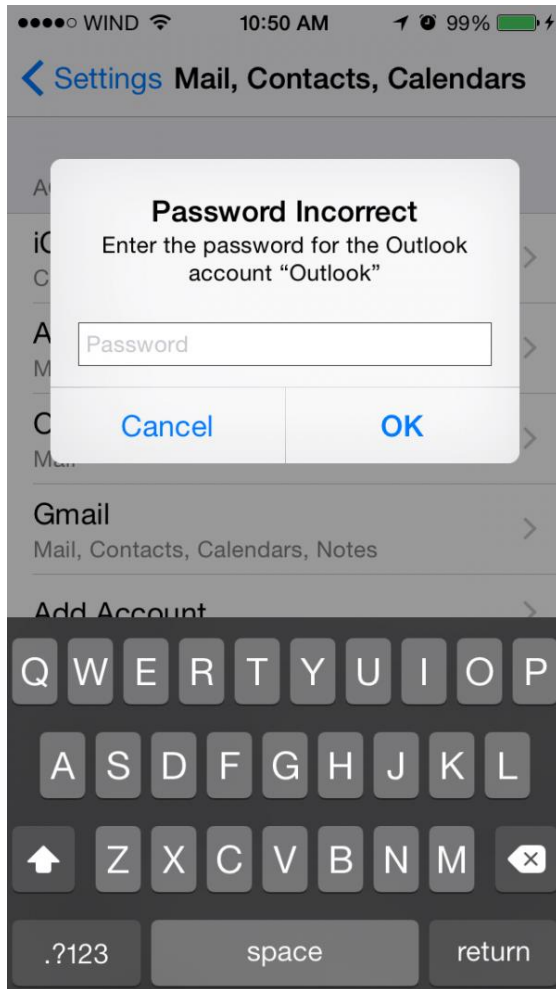 WIND 10:50 AM 99%
Settings Mail, Contacts, Calendars
Password Incorrect
Enter the password for the Outlook
account “Outlook”
Password
Cancel OK
Gmail
Mail, Contacts, Calendars, Notes
Add Account
Q W E R T Y U I O P
A S D F G H J K L
Z X C V B N M
.?123 space return